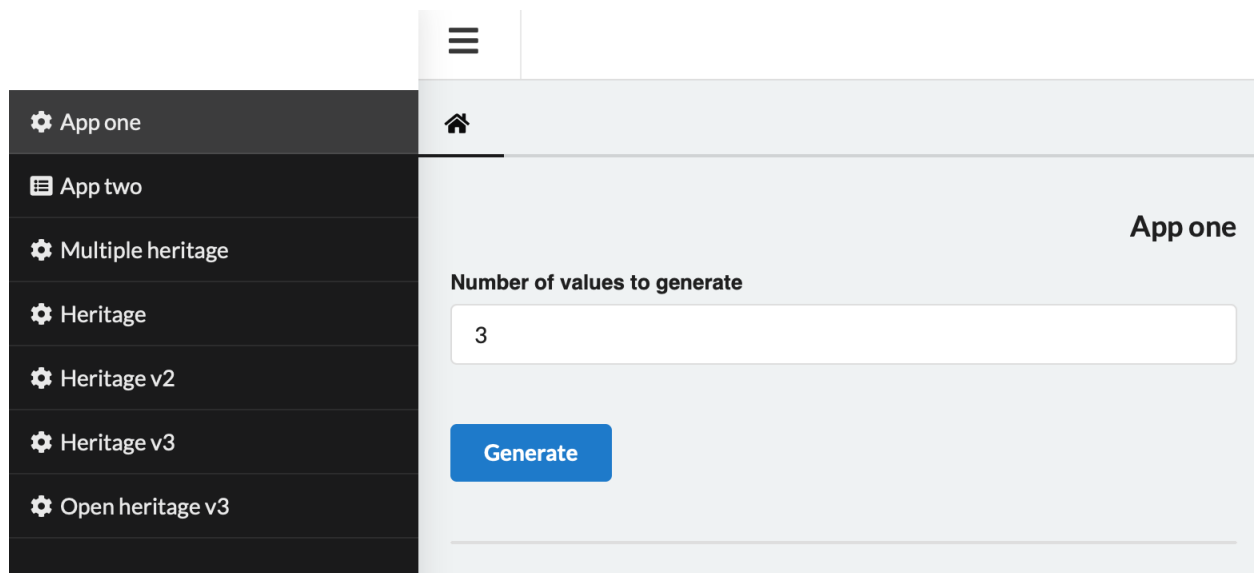 App one
App two
Multiple heritage
Heritage
Heritage v2
Heritage v3
Open heritage v3
App one
Number of values to generate
3
Generate